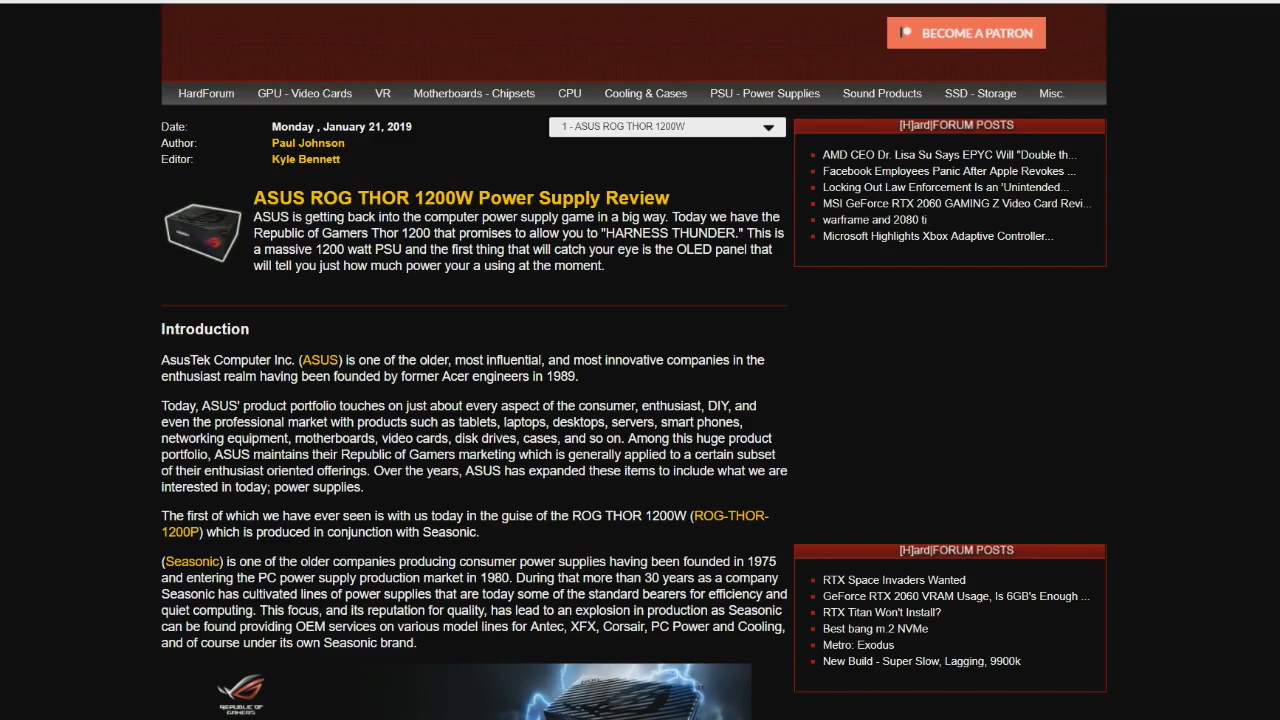 BECOME A PATRON
HardForum GPU - Video Cards VR Motherboards - Chipsets CPU Cooling & Cases PSU - Power Supplies Sound Products SSD - Storage Misc.
Date: Monday , January 21, 2019
Author: Paul Johnson
Editor: Kyle Bennett
1 - ASUS ROG THOR 1200W
ASUS ROG THOR 1200W Power Supply Review
ASUS is getting back into the computer power supply game in a big way. Today we have the
Republic of Gamers Thor 1200 that promises to allow you to "HARNESS THUNDER." This is
a massive 1200 watt PSU and the first thing that will catch your eye is the OLED panel that
will tell you just how much power your a using at the moment.
Introduction
AsusTek Computer Inc. (ASUS) is one of the older, most influential, and most innovative companies in the
enthusiast realm having been founded by former Acer engineers in 1989.
Today, ASUS' product portfolio touches on just about every aspect of the consumer, enthusiast, DIY, and
even the professional market with products such as tablets, laptops, desktops, servers, smart phones,
networking equipment, motherboards, video cards, disk drives, cases, and so on. Among this huge product
portfolio, ASUS maintains their Republic of Gamers marketing which is generally applied to a certain subset
of their enthusiast oriented offerings. Over the years, ASUS has expanded these items to include what we are
interested in today; power supplies.
The first of which we have ever seen is with us today in the guise of the ROG THOR 1200W (ROG-THOR-
1200P) which is produced in conjunction with Seasonic.
(Seasonic) is one of the older companies producing consumer power supplies having been founded in 1975
and entering the PC power supply production market in 1980. During that more than 30 years as a company
Seasonic has cultivated lines of power supplies that are today some of the standard bearers for efficiency and
quiet computing. This focus, and its reputation for quality, has lead to an explosion in production as Seasonic
can be found providing OEM services on various model lines for Antec, XFX, Corsair, PC Power and Cooling,
and of course under its own Seasonic brand.
REPUBLIC OF
GAMERS
[H]ard|FORUM POSTS
AMD CEO Dr. Lisa Su Says EPYC Will "Double th...
Facebook Employees Panic After Apple Revokes ...
Locking Out Law Enforcement Is an 'Unintended...
MSI GeForce RTX 2060 GAMING Z Video Card Revi...
warframe and 2080 ti
Microsoft Highlights Xbox Adaptive Controller...
[H]ard|FORUM POSTS
RTX Space Invaders Wanted
GeForce RTX 2060 VRAM Usage, Is 6GB's Enough ...
RTX Titan Won't Install?
Best bang m.2 NVMe
Metro: Exodus
New Build - Super Slow, Lagging, 9900k